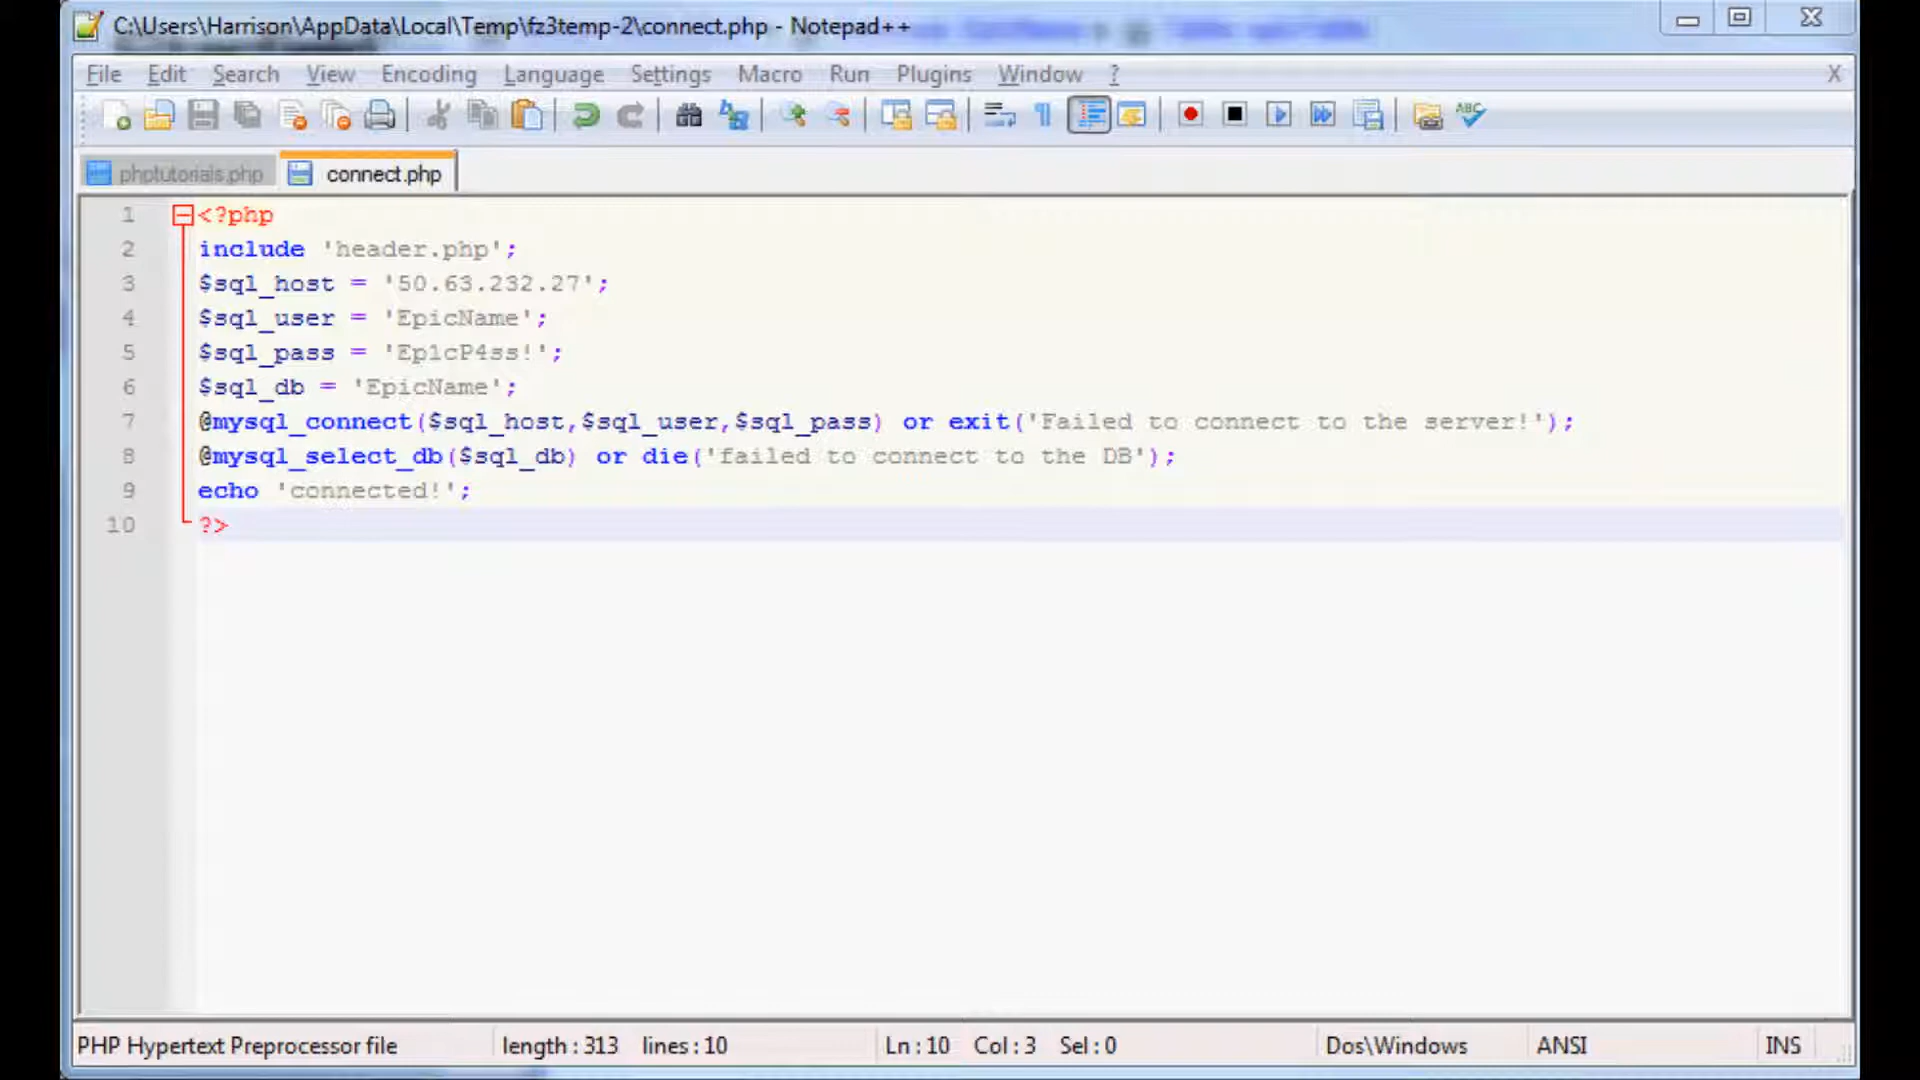 C:\Users\Harrison\AppData\Local\Temp\fz3temp-2\connect.php - Notepad++
File Edit Search View Encoding Language Settings Macro Run Plugins Window ? X
phptutorials.php connect.php
1 <?php
2 include 'header.php';
3 $sql_host = '50.63.232.27';
4 $sql_user = 'EpicName';
5 $sql_pass = 'Ep1cP4ss!';
6 $sql_db = 'EpicName';
7 @mysql_connect($sql_host,$sql_user,$sql_pass) or exit('Failed to connect to the server!');
8 @mysql_select_db($sql_db) or die('failed to connect to the DB');
9 echo 'connected!';
10 ?>
PHP Hypertext Preprocessor file length : 313 lines : 10 Ln : 10 Col : 3 Sel : 0 Dos\Windows ANSI INS